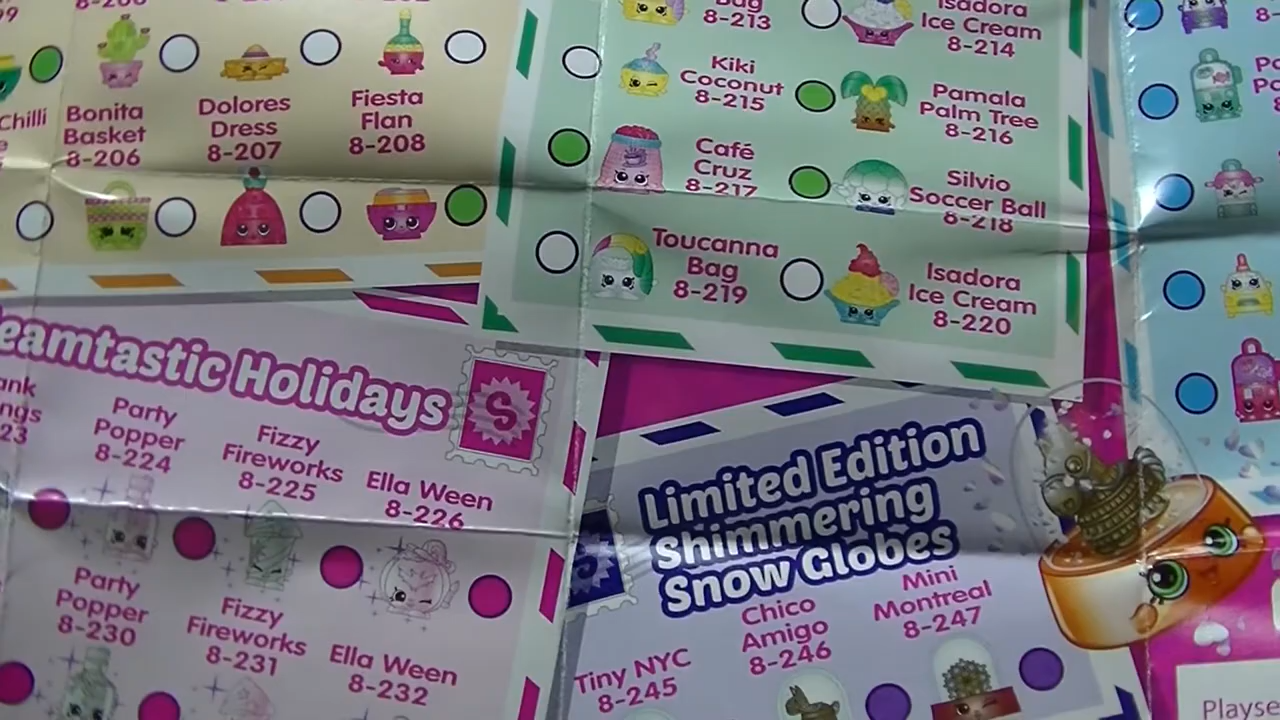 Chilli
Bonita
Basket
8-206
Dolores
Dress
8-207
Fiesta
Flan
8-208
Bag
8-213
Isadora
Ice Cream
8-214
Kiki
Coconut
8-215
Pamala
Palm Tree
8-216
Café
Cruz
8-217
Silvio
Soccer Ball
8-218
Toucanna
Bag
8-219
Isadora
Ice Cream
8-220
eamtastic Holidays
S
ank
ngs
23
Party
Popper
8-224
Fizzy
Fireworks
8-225
Ella Ween
8-226
Party
Popper
8-230
Fizzy
Fireworks
8-231
Ella Ween
8-232
Limited Edition
Shimmering
Snow Globes
Tiny NYC
8-245
Chico
Amigo
8-246
Mini
Montreal
8-247
Playse